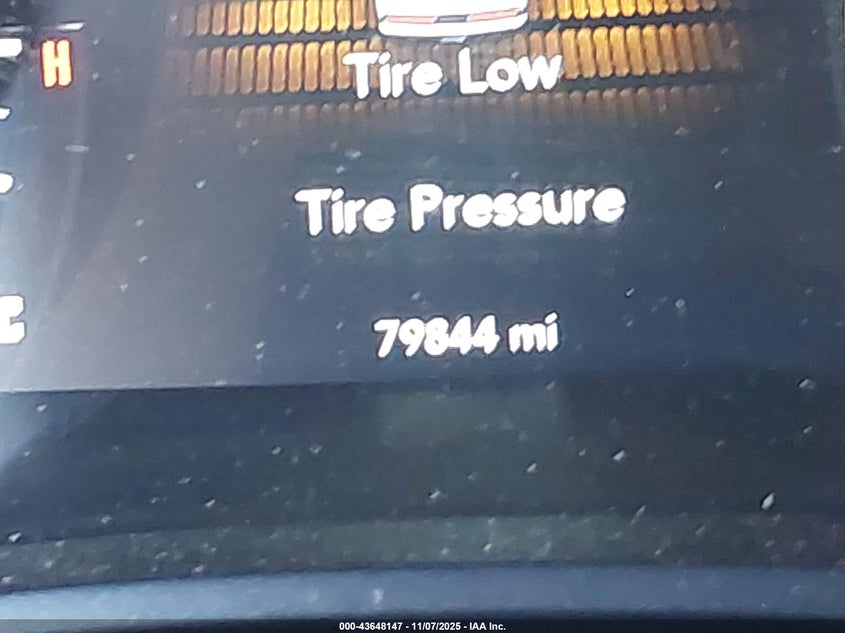 H
Tire Low
Tire Pressure
C
79844 mi
000-43648147 - 11/07/2025 - IAA Inc.